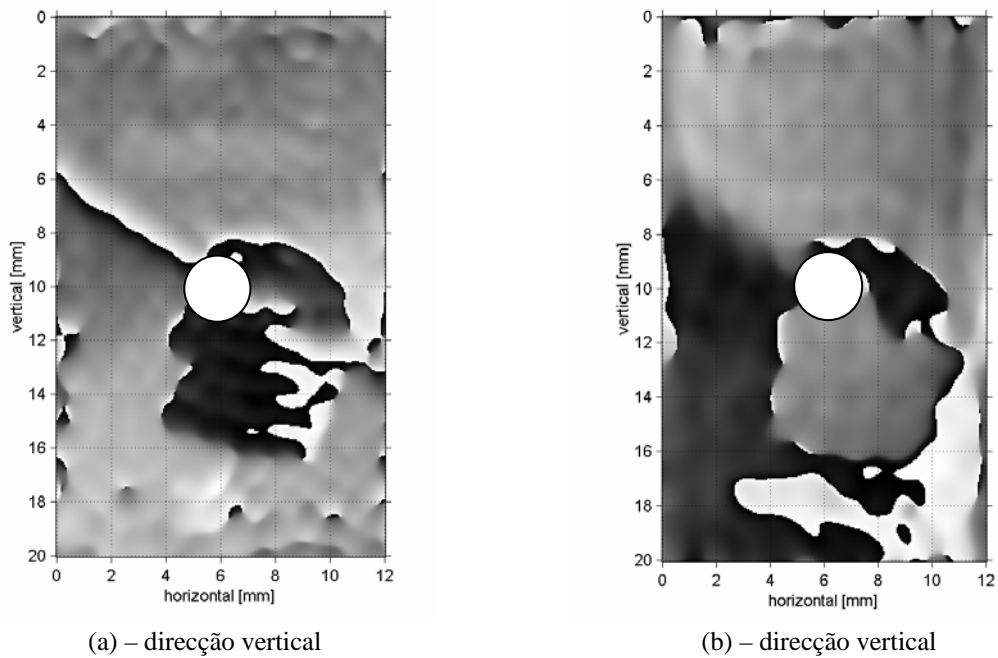 0
2
4
6
8
10
12
14
16
18
20
vertical [mm]
0 2 4 6 8 10 12
horizontal [mm]
(a) – direcção vertical
0
2
4
6
8
10
12
14
16
18
20
vertical [mm]
0 2 4 6 8 10 12
horizontal [mm]
(b) – direcção vertical